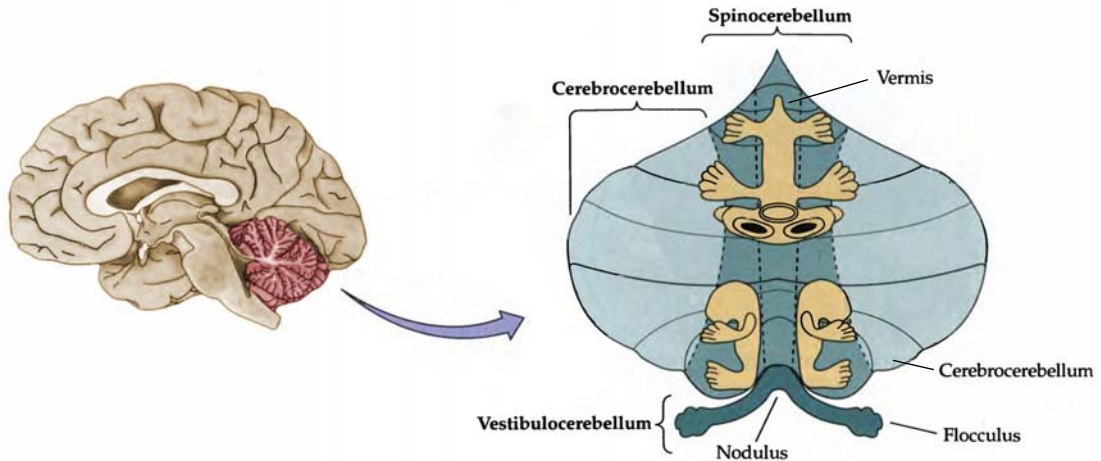 Spinocerebellum
Vermis
Cerebrocerebellum
Cerebrocerebellum
Vestibulocerebellum
Flocculus
Nodulus